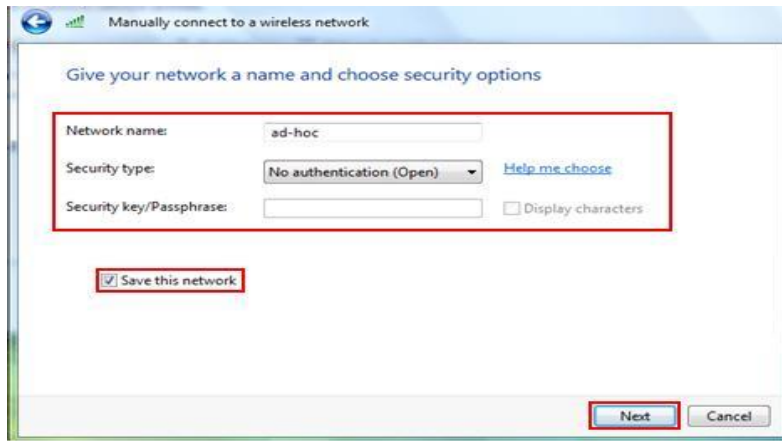 Manually connect to a wireless network
Give your network a name and choose security options
Network name: ad-hoc
Security type: No authentication (Open) Help me choose
Security key/Passphrase: Display characters
Save this network
Next Cancel